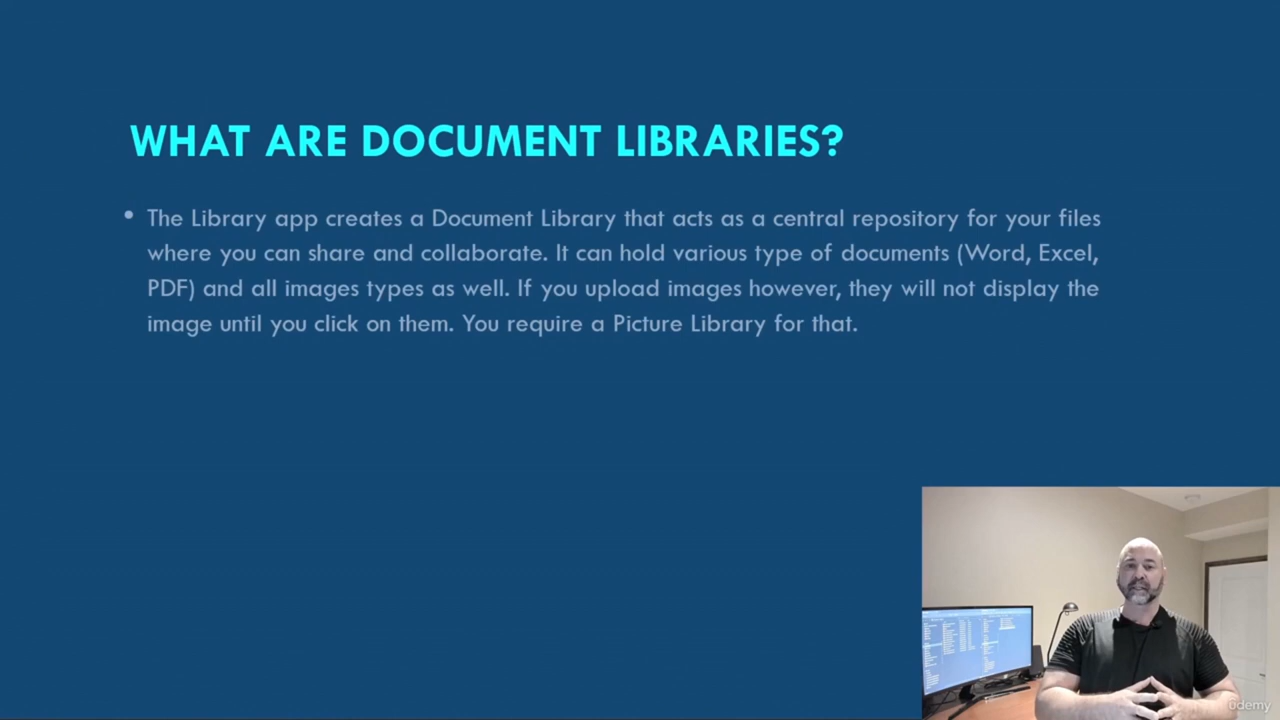 WHAT ARE DOCUMENT LIBRARIES?
• The Library app creates a Document Library that acts as a central repository for your files
where you can share and collaborate. It can hold various type of documents (Word, Excel,
PDF) and all images types as well. If you upload images however, they will not display the
image until you click on them. You require a Picture Library for that.
udemy